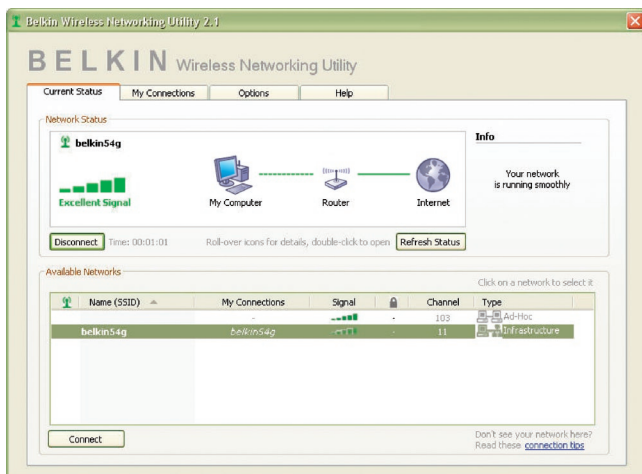 Belkin Wireless Networking Utility 2.1
BELKIN Wireless Networking Utility
Current Status My Connections Options Help
Network Status
belkin54g
Excellent Signal
My Computer Router Internet
Info
Your network
is running smoothly
Disconnect Time: 00:01:01 Roll-over icons for details, double-click to open Refresh Status
Available Networks
Click on a network to select it
Name (SSID) My Connections Signal Channel Type
- - 103 Ad-Hoc
belkin54g belkin54g - 11 Infrastructure
Connect
Don't see your network here?
Read these connection tips